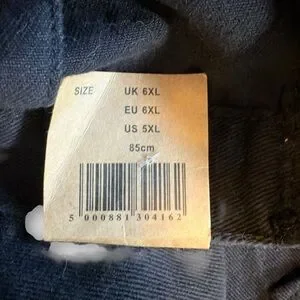 SIZE UK 6XL
EU 6XL
US 5XL
85cm
5 000881 304162